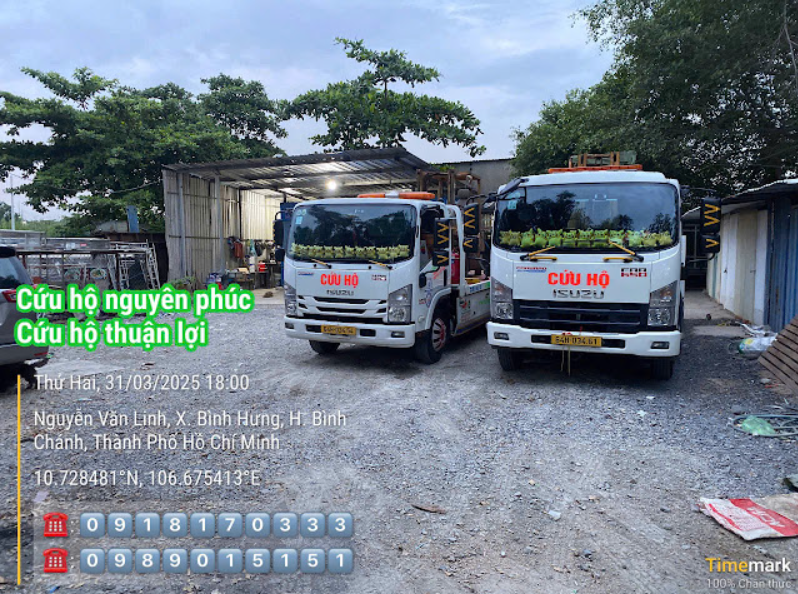 CỨU HỘ
ISUZU
CỨU HỘ
ISUZU
Cứu hộ nguyên phúc
Cứu hộ thuận lợi
Thứ Hai, 31/03/2025 18:00
Nguyễn Văn Linh, X. Bình Hưng, H. Bình
Chánh, Thành Phố Hồ Chí Minh
10.728481°N, 106.675413°E
0918170333
0989015151
Timemark
100% Chân thực